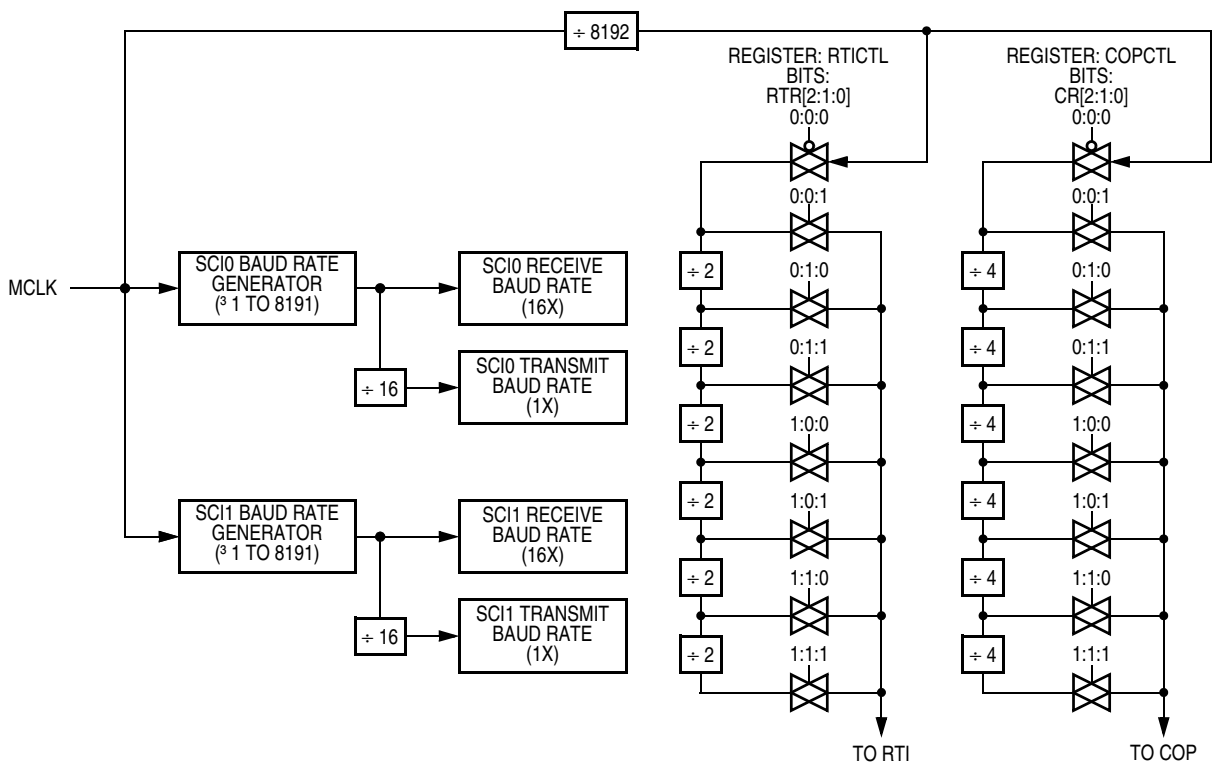 ÷ 8192
REGISTER: RTICTL
BITS:
RTR[2:1:0]
0:0:0
REGISTER: COPCTL
BITS:
CR[2:1:0]
0:0:0
MCLK
SCI0 BAUD RATE
GENERATOR
(³ 1 TO 8191)
SCI0 RECEIVE
BAUD RATE
(16X)
÷ 16
SCI0 TRANSMIT
BAUD RATE
(1X)
SCI1 BAUD RATE
GENERATOR
(³ 1 TO 8191)
SCI1 RECEIVE
BAUD RATE
(16X)
÷ 16
SCI1 TRANSMIT
BAUD RATE
(1X)
0:0:1
÷ 2
0:1:0
÷ 2
0:1:1
÷ 2
1:0:0
÷ 2
1:0:1
÷ 2
1:1:0
÷ 2
1:1:1
TO RTI
0:0:1
÷ 4
0:1:0
÷ 4
0:1:1
÷ 4
1:0:0
÷ 4
1:0:1
÷ 4
1:1:0
÷ 4
1:1:1
TO COP